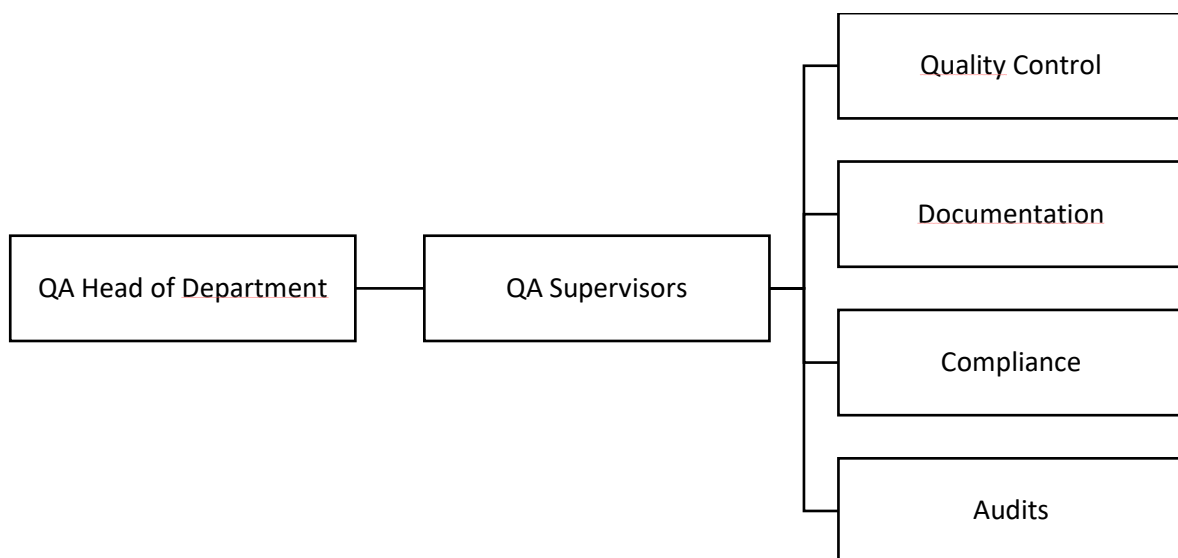 QA Head of Department
QA Supervisors
Quality Control
Documentation
Compliance
Audits